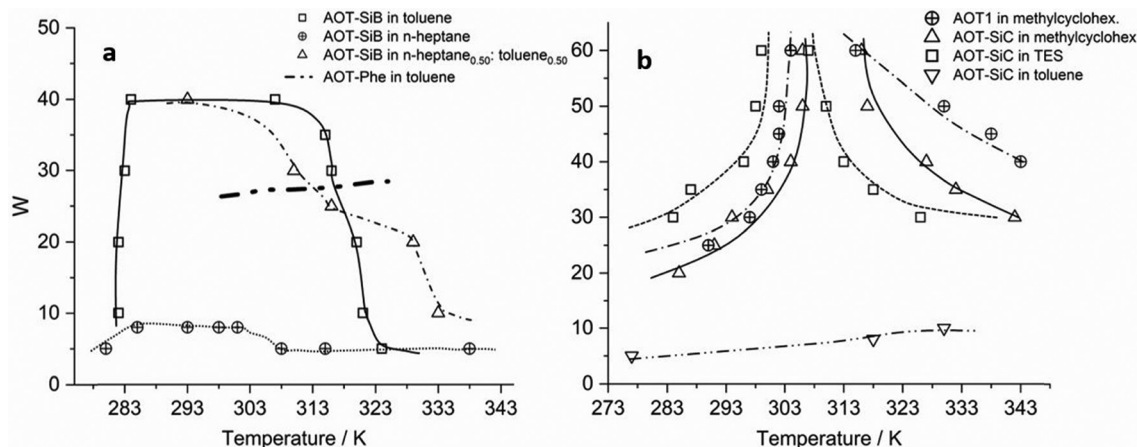 50
40
30
20
10
0
W
a
AOT-SiB in toluene
AOT-SiB in n-heptane
AOT-SiB in n-heptane0.50: toluene0.50
AOT-Phe in toluene
283 293 303 313 323 333 343
Temperature / K
b
AOT1 in methylcyclohex.
AOT-SiC in methylcyclohex
AOT-SiC in TES
AOT-SiC in toluene
60
50
40
30
20
10
0
273 283 293 303 313 323 333 343
Temperature / K